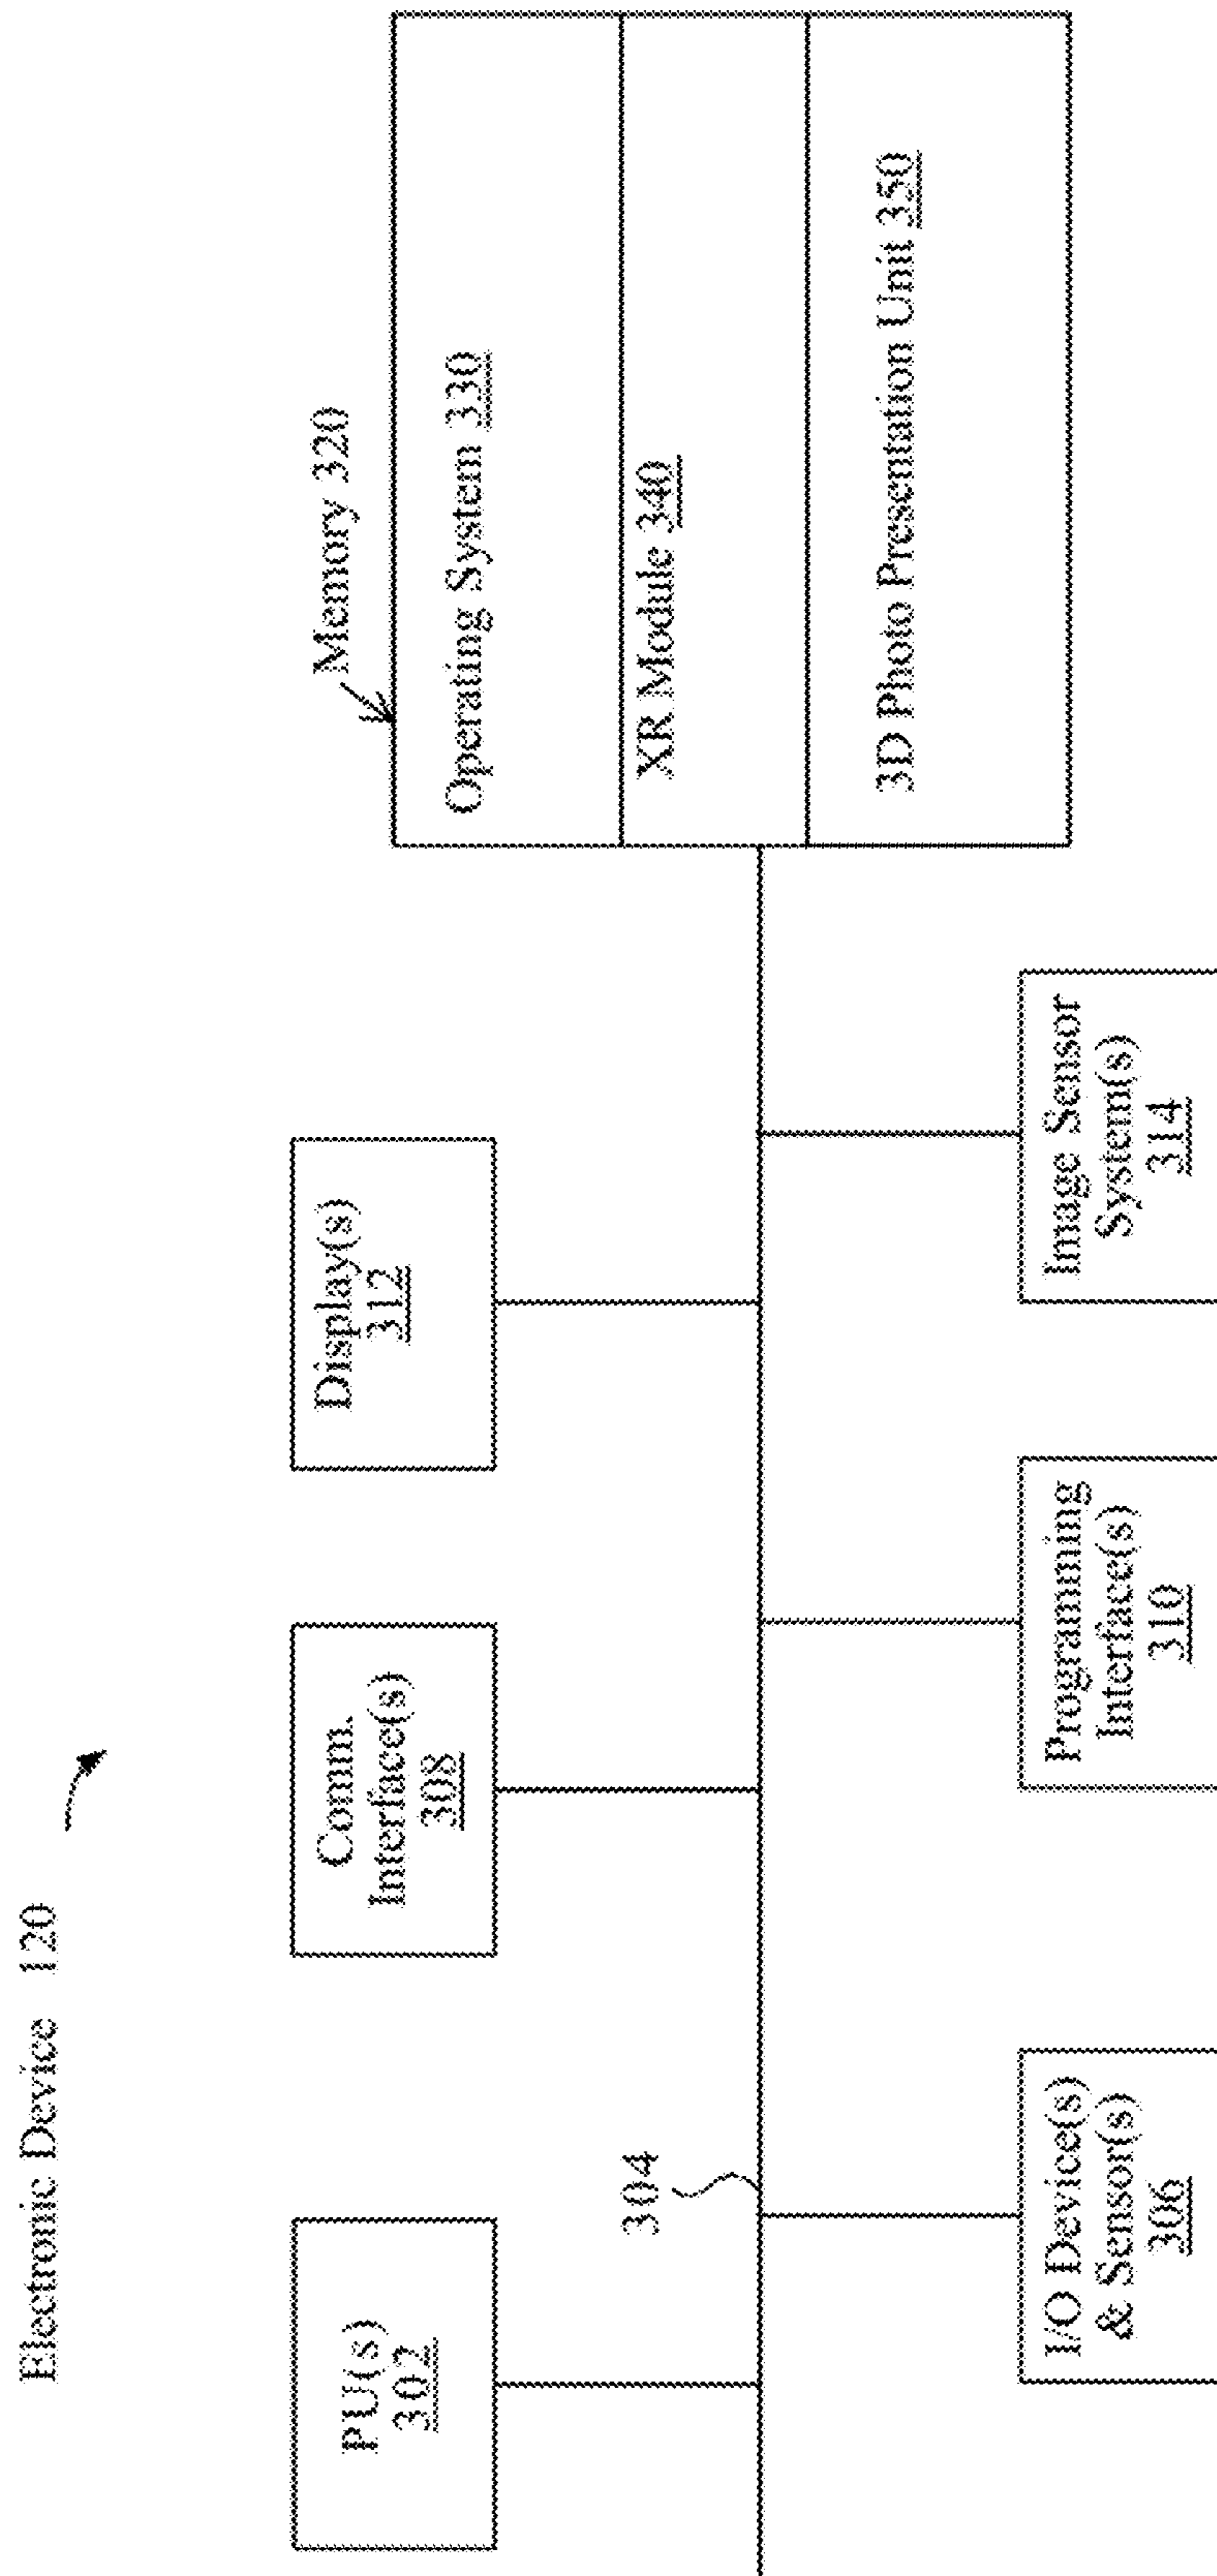 Electronic Device 120
PU(s)
302
Comm.
Interface(s)
308
Display(s)
312
Memory 320
Operating System 330
XR Module 340
3D Photo Presentation Unit 350
304
I/O Device(s)
& Sensor(s)
306
Programming
Interface(s)
310
Image Sensor
System(s)
314